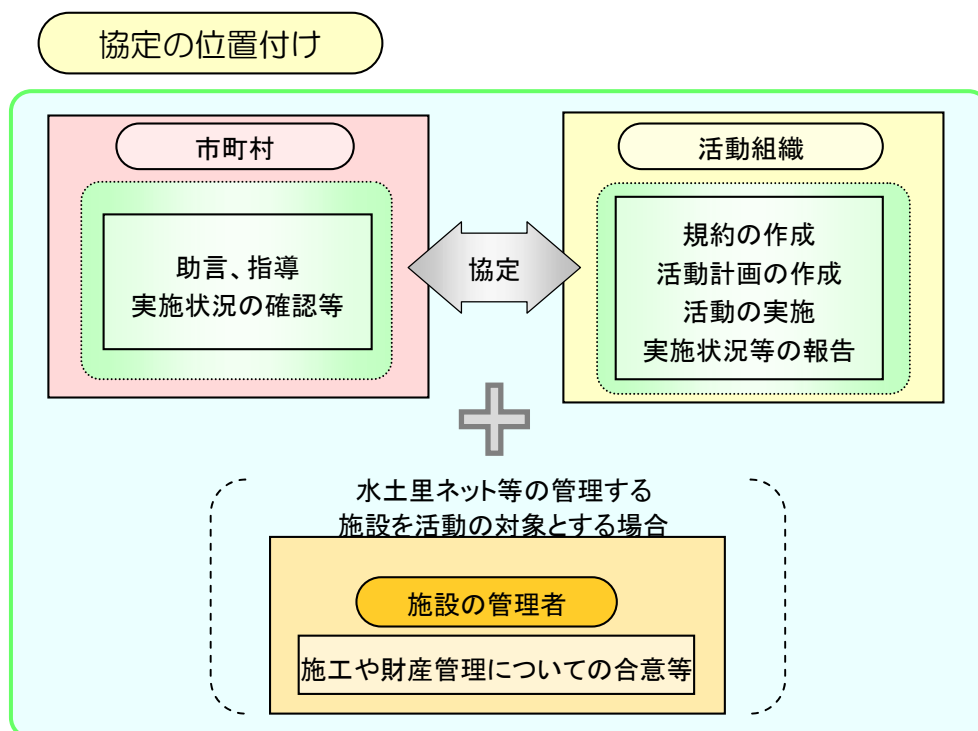 協定の位置付け
市町村
助言、指導
実施状況の確認等
協定
活動組織
規約の作成
活動計画の作成
活動の実施
実施状況等の報告
水土里ネット等の管理する
施設を活動の対象とする場合
施設の管理者
施工や財産管理についての合意等